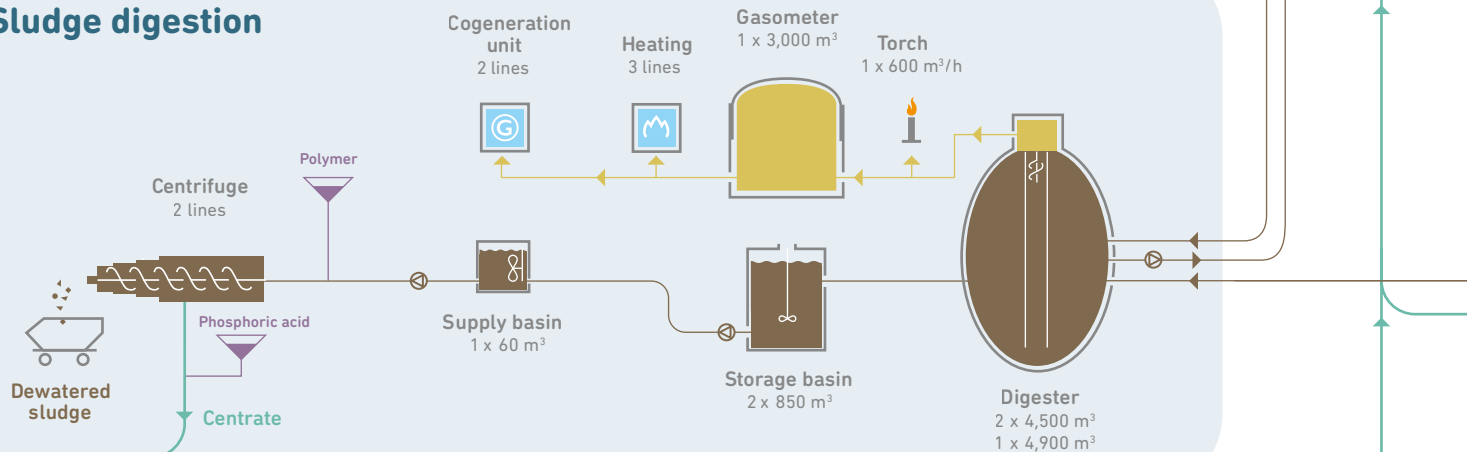 Sludge digestion
Cogeneration
unit
2 lines
Heating
3 lines
Gasometer
1 x 3,000 m³
Torch
1 x 600 m³/h
G
Polymer
Centrifuge
2 lines
Phosphoric acid
Supply basin
1 x 60 m³
Dewatered
sludge
Centrate
Storage basin
2 x 850 m³
Digester
2 x 4,500 m³
1 x 4,900 m³